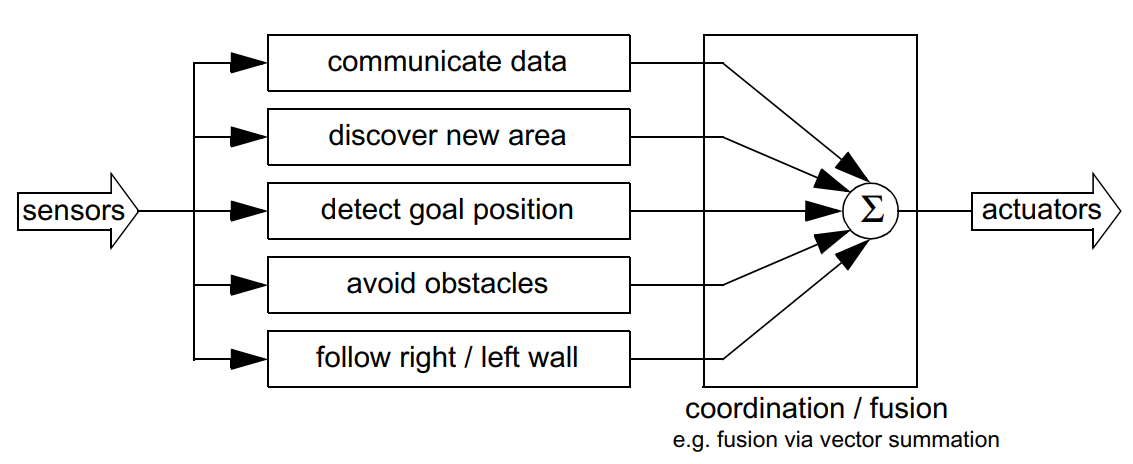 communicate data
discover new area
sensors
detect goal position
Σ
actuators
avoid obstacles
follow right / left wall
coordination / fusion
e.g. fusion via vector summation